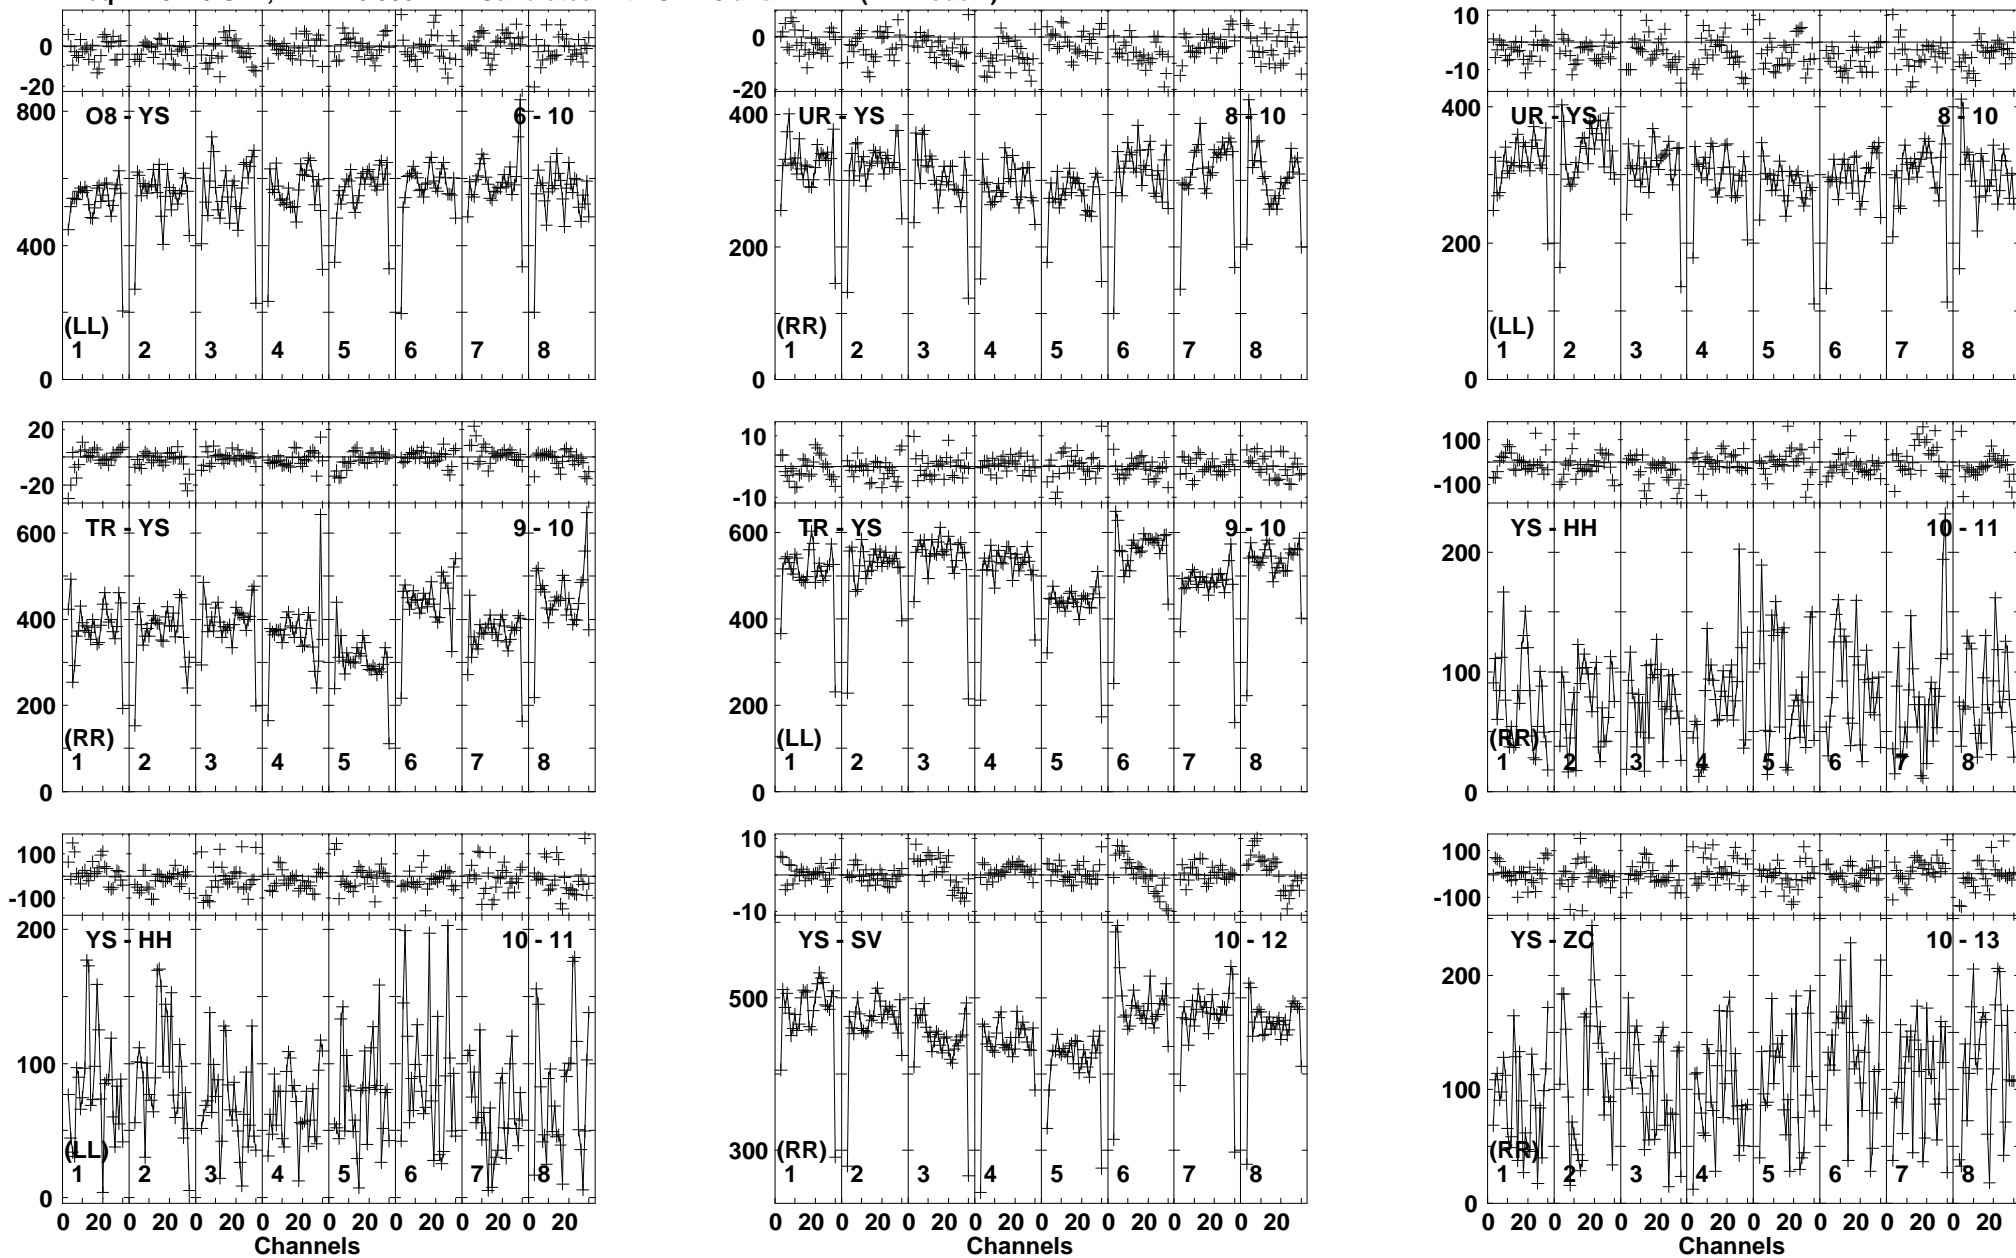 0 -20 800 400 0 O8 - YS 6 - 10 (LL) 1 2 3 4 5 6 7 8
0 -20 400 200 0 UR - YS 8 - 10 (RR) 1 2 3 4 5 6 7 8
10 -10 400 200 0 UR - YS 8 - 10 (LL) 1 2 3 4 5 6 7 8
20 -20 600 400 200 0 TR - YS 9 - 10 (RR) 1 2 3 4 5 6 7 8
10 -10 600 400 200 0 TR - YS 9 - 10 (LL) 1 2 3 4 5 6 7 8
100 -100 200 100 0 YS - HH 10 - 11 (RR) 1 2 3 4 5 6 7 8
100 -100 200 100 0 YS - HH 10 - 11 (LL) 1 2 3 4 5 6 7 8
0 20 0 20 0 20 0 20 0 20 0 20 0 20 0 20
Channels
10 -10 500 300 YS - SV 10 - 12 (RR) 1 2 3 4 5 6 7 8
0 20 0 20 0 20 0 20 0 20 0 20 0 20 0 20
Channels
100 -100 200 100 0 YS - ZC 10 - 13 (RR) 1 2 3 4 5 6 7 8
0 20 0 20 0 20 0 20 0 20 0 20 0 20 0 20
Channels